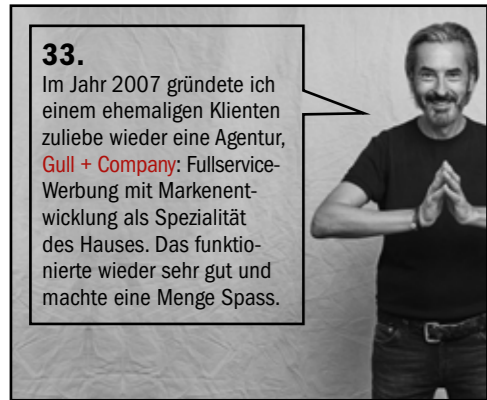 33.
Im Jahr 2007 gründete ich
einem ehemaligen Klienten
zuliebe wieder eine Agentur,
Gull + Company: Fullservice-
Werbung mit Markenent-
wicklung als Spezialität
des Hauses. Das funktio-
nierte wieder sehr gut und
machte eine Menge Spass.